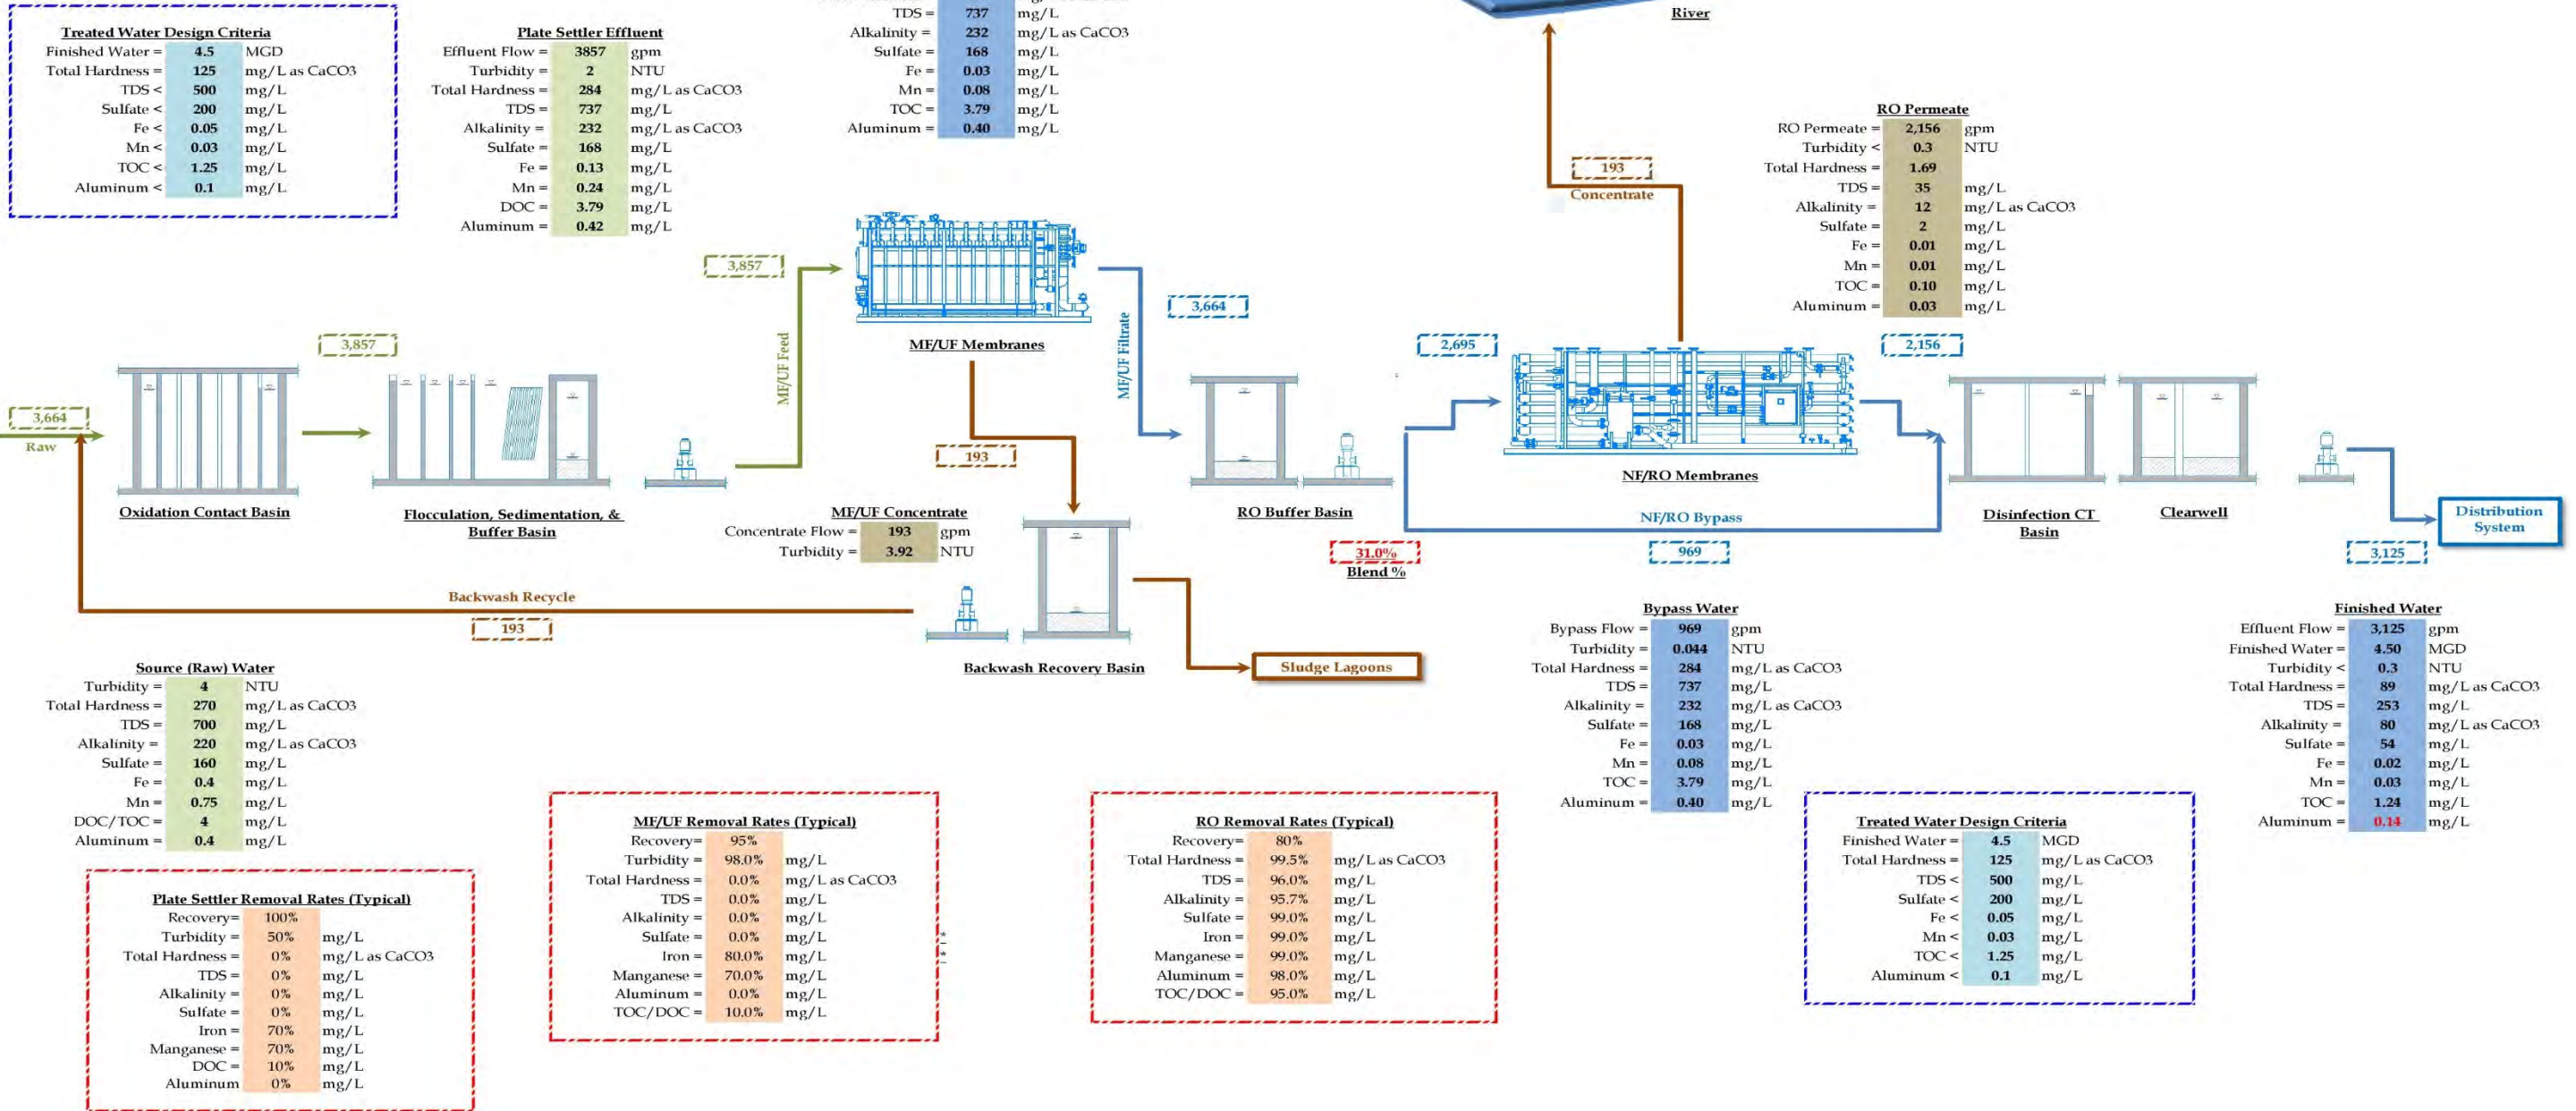 Treated Water Design Criteria
Finished Water = 4.5 MGD
Total Hardness = 125 mg/L as CaCO3
TDS < 500 mg/L
Sulfate < 200 mg/L
Fe < 0.05 mg/L
Mn < 0.03 mg/L
TOC < 1.25 mg/L
Aluminum < 0.1 mg/L
Plate Settler Effluent
Effluent Flow = 3857 gpm
Turbidity = 2 NTU
Total Hardness = 284 mg/L as CaCO3
TDS = 737 mg/L
Alkalinity = 232 mg/L as CaCO3
Sulfate = 168 mg/L
Fe = 0.13 mg/L
Mn = 0.24 mg/L
DOC = 3.79 mg/L
Aluminum = 0.42 mg/L
TDS = 737 mg/L
Alkalinity = 232 mg/L as CaCO3
Sulfate = 168 mg/L
Fe = 0.03 mg/L
Mn = 0.08 mg/L
TOC = 3.79 mg/L
Aluminum = 0.40 mg/L
River
193
Concentrate
RO Permeate
RO Permeate = 2,156 gpm
Turbidity < 0.3 NTU
Total Hardness = 1.69
TDS = 35 mg/L
Alkalinity = 12 mg/L as CaCO3
Sulfate = 2 mg/L
Fe = 0.01 mg/L
Mn = 0.01 mg/L
TOC = 0.10 mg/L
Aluminum = 0.03 mg/L
3,664
Raw
Oxidation Contact Basin
3,857
Flocculation, Sedimentation, &
Buffer Basin
3,857
MF/UF Feed
MF/UF Membranes
193
MF/UF Filtrate
3,664
RO Buffer Basin
2,695
NF/RO Membranes
2,156
NF/RO Bypass
969
31.0%
Blend %
Disinfection CT
Basin
Clearwell
Distribution
System
3,125
MF/UF Concentrate
Concentrate Flow = 193 gpm
Turbidity = 3.92 NTU
Backwash Recycle
193
Backwash Recovery Basin
Sludge Lagoons
Source (Raw) Water
Turbidity = 4 NTU
Total Hardness = 270 mg/L as CaCO3
TDS = 700 mg/L
Alkalinity = 220 mg/L as CaCO3
Sulfate = 160 mg/L
Fe = 0.4 mg/L
Mn = 0.75 mg/L
DOC/TOC = 4 mg/L
Aluminum = 0.4 mg/L
Bypass Water
Bypass Flow = 969 gpm
Turbidity = 0.044 NTU
Total Hardness = 284 mg/L as CaCO3
TDS = 737 mg/L
Alkalinity = 232 mg/L as CaCO3
Sulfate = 168 mg/L
Fe = 0.03 mg/L
Mn = 0.08 mg/L
TOC = 3.79 mg/L
Aluminum = 0.40 mg/L
Finished Water
Effluent Flow = 3,125 gpm
Finished Water = 4.50 MGD
Turbidity < 0.3 NTU
Total Hardness = 89 mg/L as CaCO3
TDS = 253 mg/L
Alkalinity = 80 mg/L as CaCO3
Sulfate = 54 mg/L
Fe = 0.02 mg/L
Mn = 0.03 mg/L
TOC = 1.24 mg/L
Aluminum = 0.14 mg/L
Plate Settler Removal Rates (Typical)
Recovery= 100%
Turbidity = 50% mg/L
Total Hardness = 0% mg/L as CaCO3
TDS = 0% mg/L
Alkalinity = 0% mg/L
Sulfate = 0% mg/L
Iron = 70% mg/L
Manganese = 70% mg/L
DOC = 10% mg/L
Aluminum 0% mg/L
MF/UF Removal Rates (Typical)
Recovery= 95%
Turbidity = 98.0% mg/L
Total Hardness = 0.0% mg/L as CaCO3
TDS = 0.0% mg/L
Alkalinity = 0.0% mg/L
Sulfate = 0.0% mg/L
Iron = 80.0% mg/L
Manganese = 70.0% mg/L
Aluminum = 0.0% mg/L
TOC/DOC = 10.0% mg/L
RO Removal Rates (Typical)
Recovery= 80%
Total Hardness = 99.5% mg/L as CaCO3
TDS = 96.0% mg/L
Alkalinity = 95.7% mg/L
Sulfate = 99.0% mg/L
Iron = 99.0% mg/L
Manganese = 99.0% mg/L
Aluminum = 98.0% mg/L
TOC/DOC = 95.0% mg/L
Treated Water Design Criteria
Finished Water = 4.5 MGD
Total Hardness = 125 mg/L as CaCO3
TDS < 500 mg/L
Sulfate < 200 mg/L
Fe < 0.05 mg/L
Mn < 0.03 mg/L
TOC < 1.25 mg/L
Aluminum < 0.1 mg/L